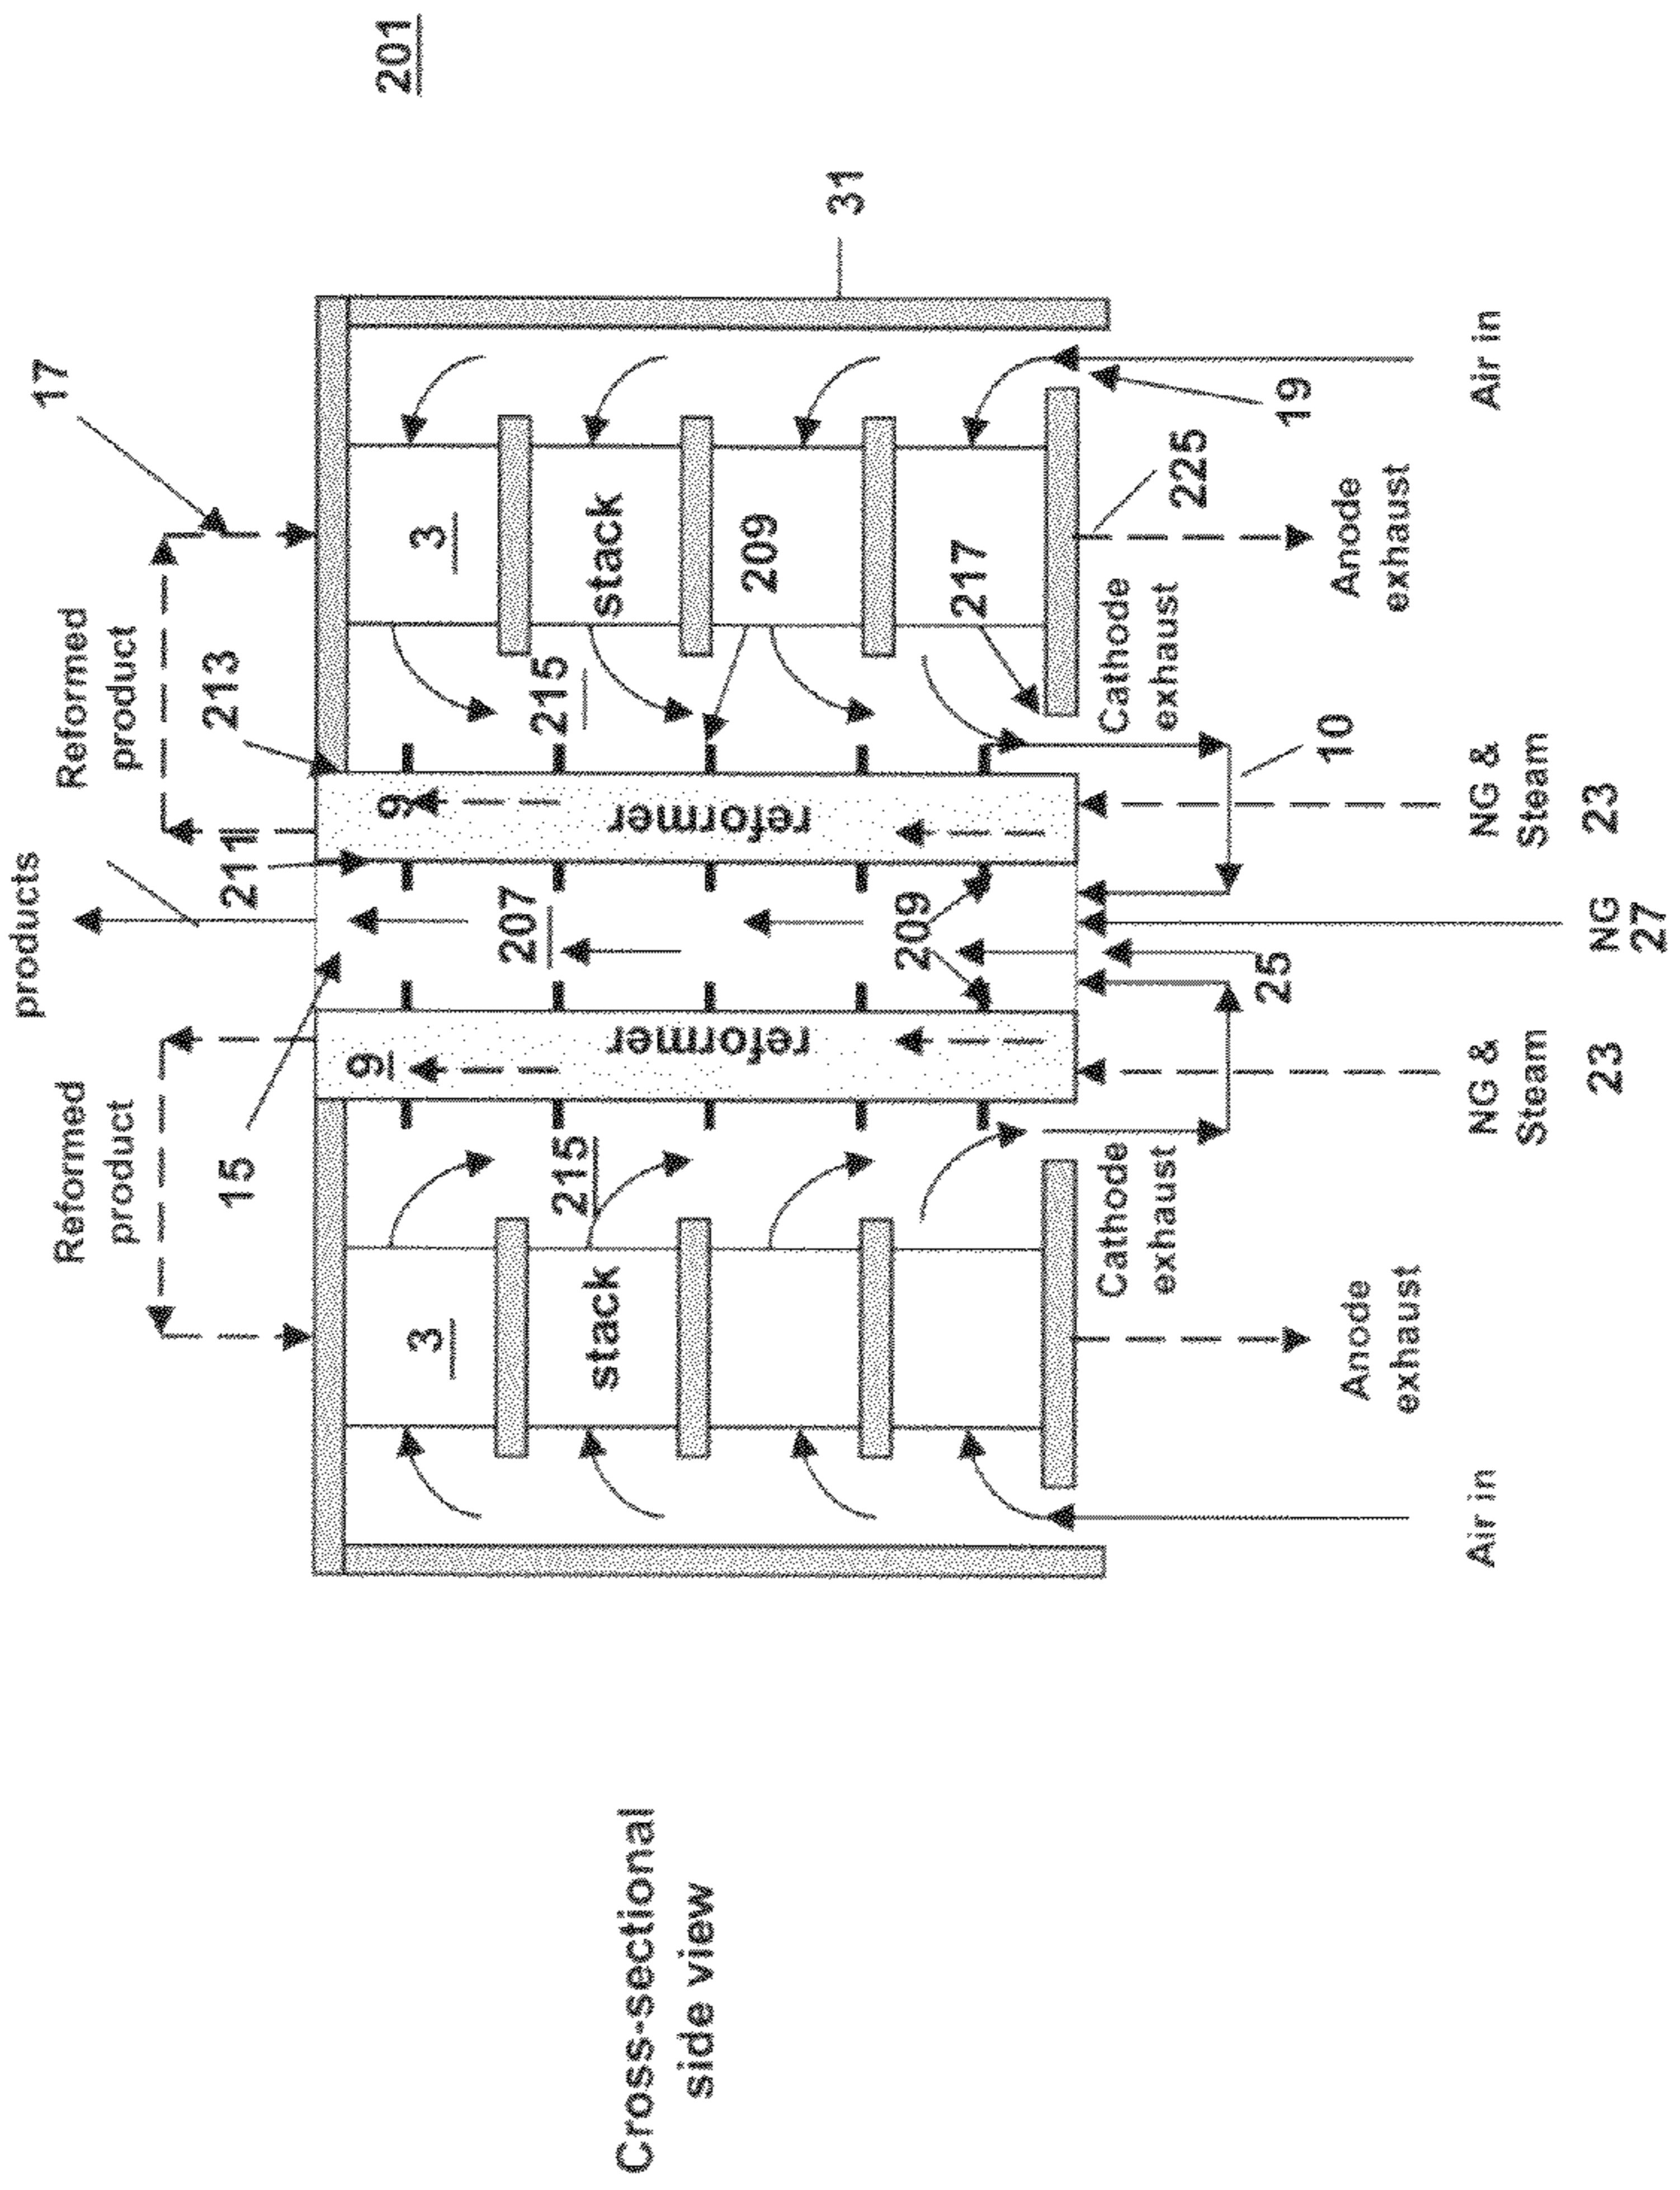 products
17
Reformed
product
Reformed
product
15
211
213
201
9
9
3
3
207
215
215
stack
stack
Cross-sectional
side view
reformer
reformer
209
31
209
217
Cathode
exhaust
Cathode
exhaust
225
25
19
10
Anode
exhaust
Anode
exhaust
Air in
Air in
NG &
Steam
23
NG
27
NG &
Steam
23